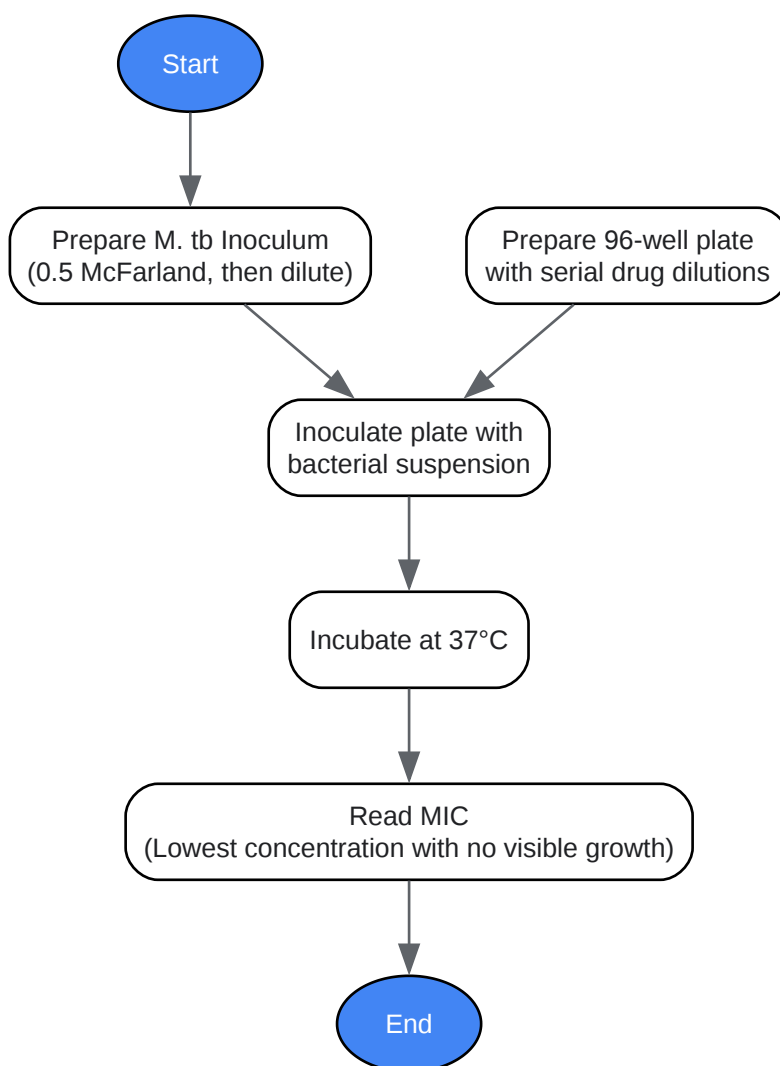 Start
Prepare M. tb Inoculum
(0.5 McFarland, then dilute)
Prepare 96-well plate
with serial drug dilutions
Inoculate plate with
bacterial suspension
Incubate at 37°C
Read MIC
(Lowest concentration with no visible growth)
End